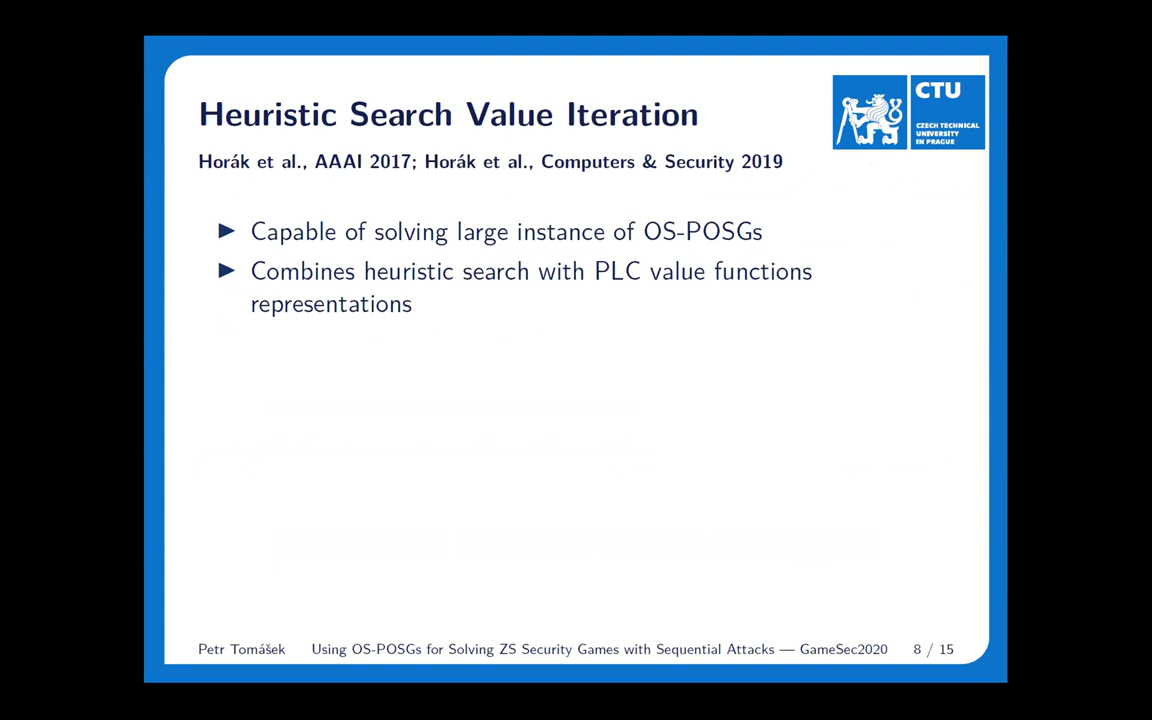 Heuristic Search Value Iteration
Horák et al., AAAI 2017; Horák et al., Computers & Security 2019
CTU
CZECH TECHNICAL
UNIVERSITY
IN PRAGUE
▶ Capable of solving large instance of OS-POSGs
▶ Combines heuristic search with PLC value functions
representations
Petr Tomášek Using OS-POSGs for Solving ZS Security Games with Sequential Attacks — GameSec2020 8 / 15